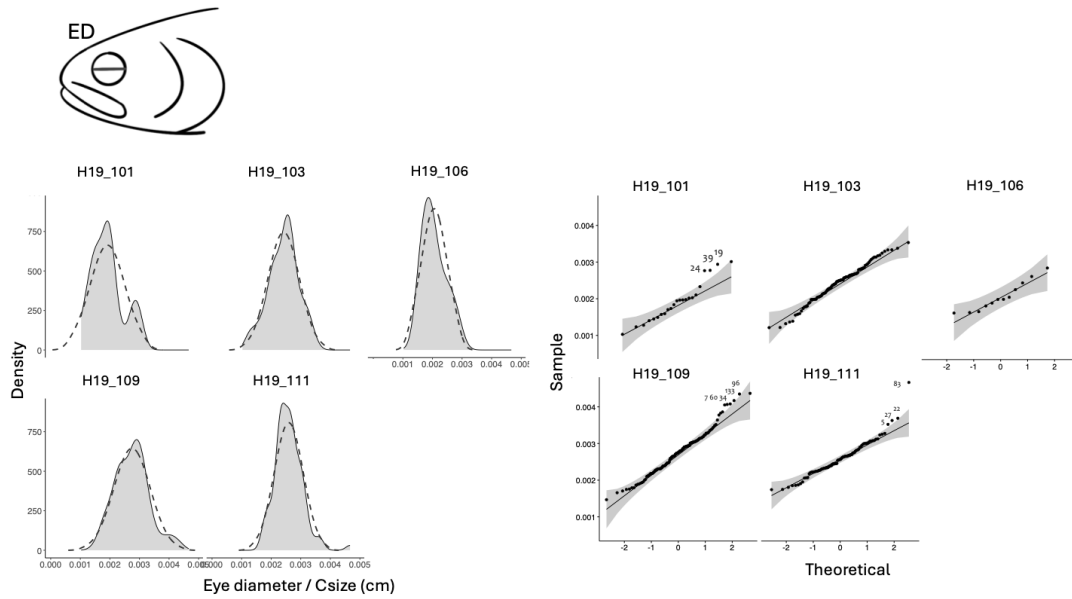 ED
H19_101
H19_103
H19_106
750
500
250
0
0.001 0.002 0.003 0.004
H19_109
H19_111
750
500
250
0
0.000 0.001 0.002 0.003 0.004
0.000 0.001 0.002 0.003 0.004 0.005
Density
Eye diameter / Csize (cm)
H19_101
H19_103
H19_106
0.004
0.003
0.002
0.001
24
39
19
-2 -1 0 1 2
H19_109
H19_111
0.004
0.003
0.002
0.001
7 60 34
133
96
5
27
22
83
-2 -1 0 1 2
-2 -1 0 1 2
Sample
Theoretical